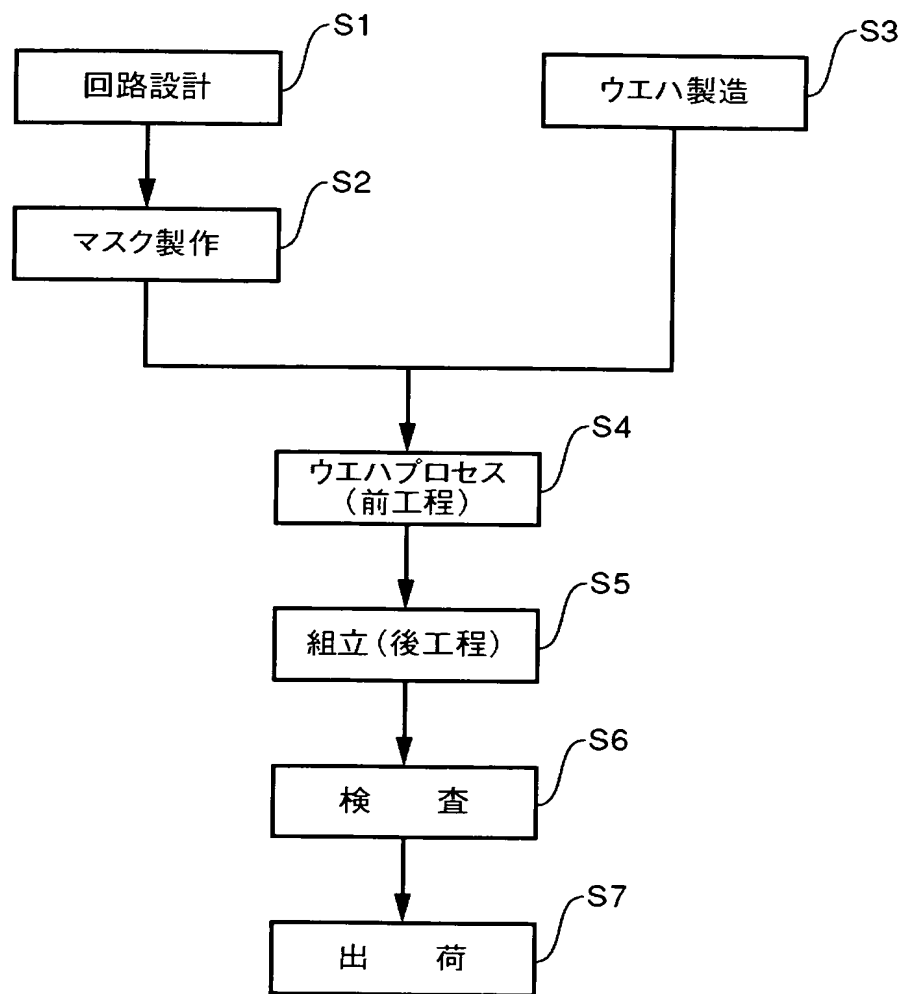 S1
回路設計
S3
ウエハ製造
S2
マスク製作
S4
ウエハプロセス
(前工程)
S5
組立(後工程)
S6
検 査
S7
出 荷